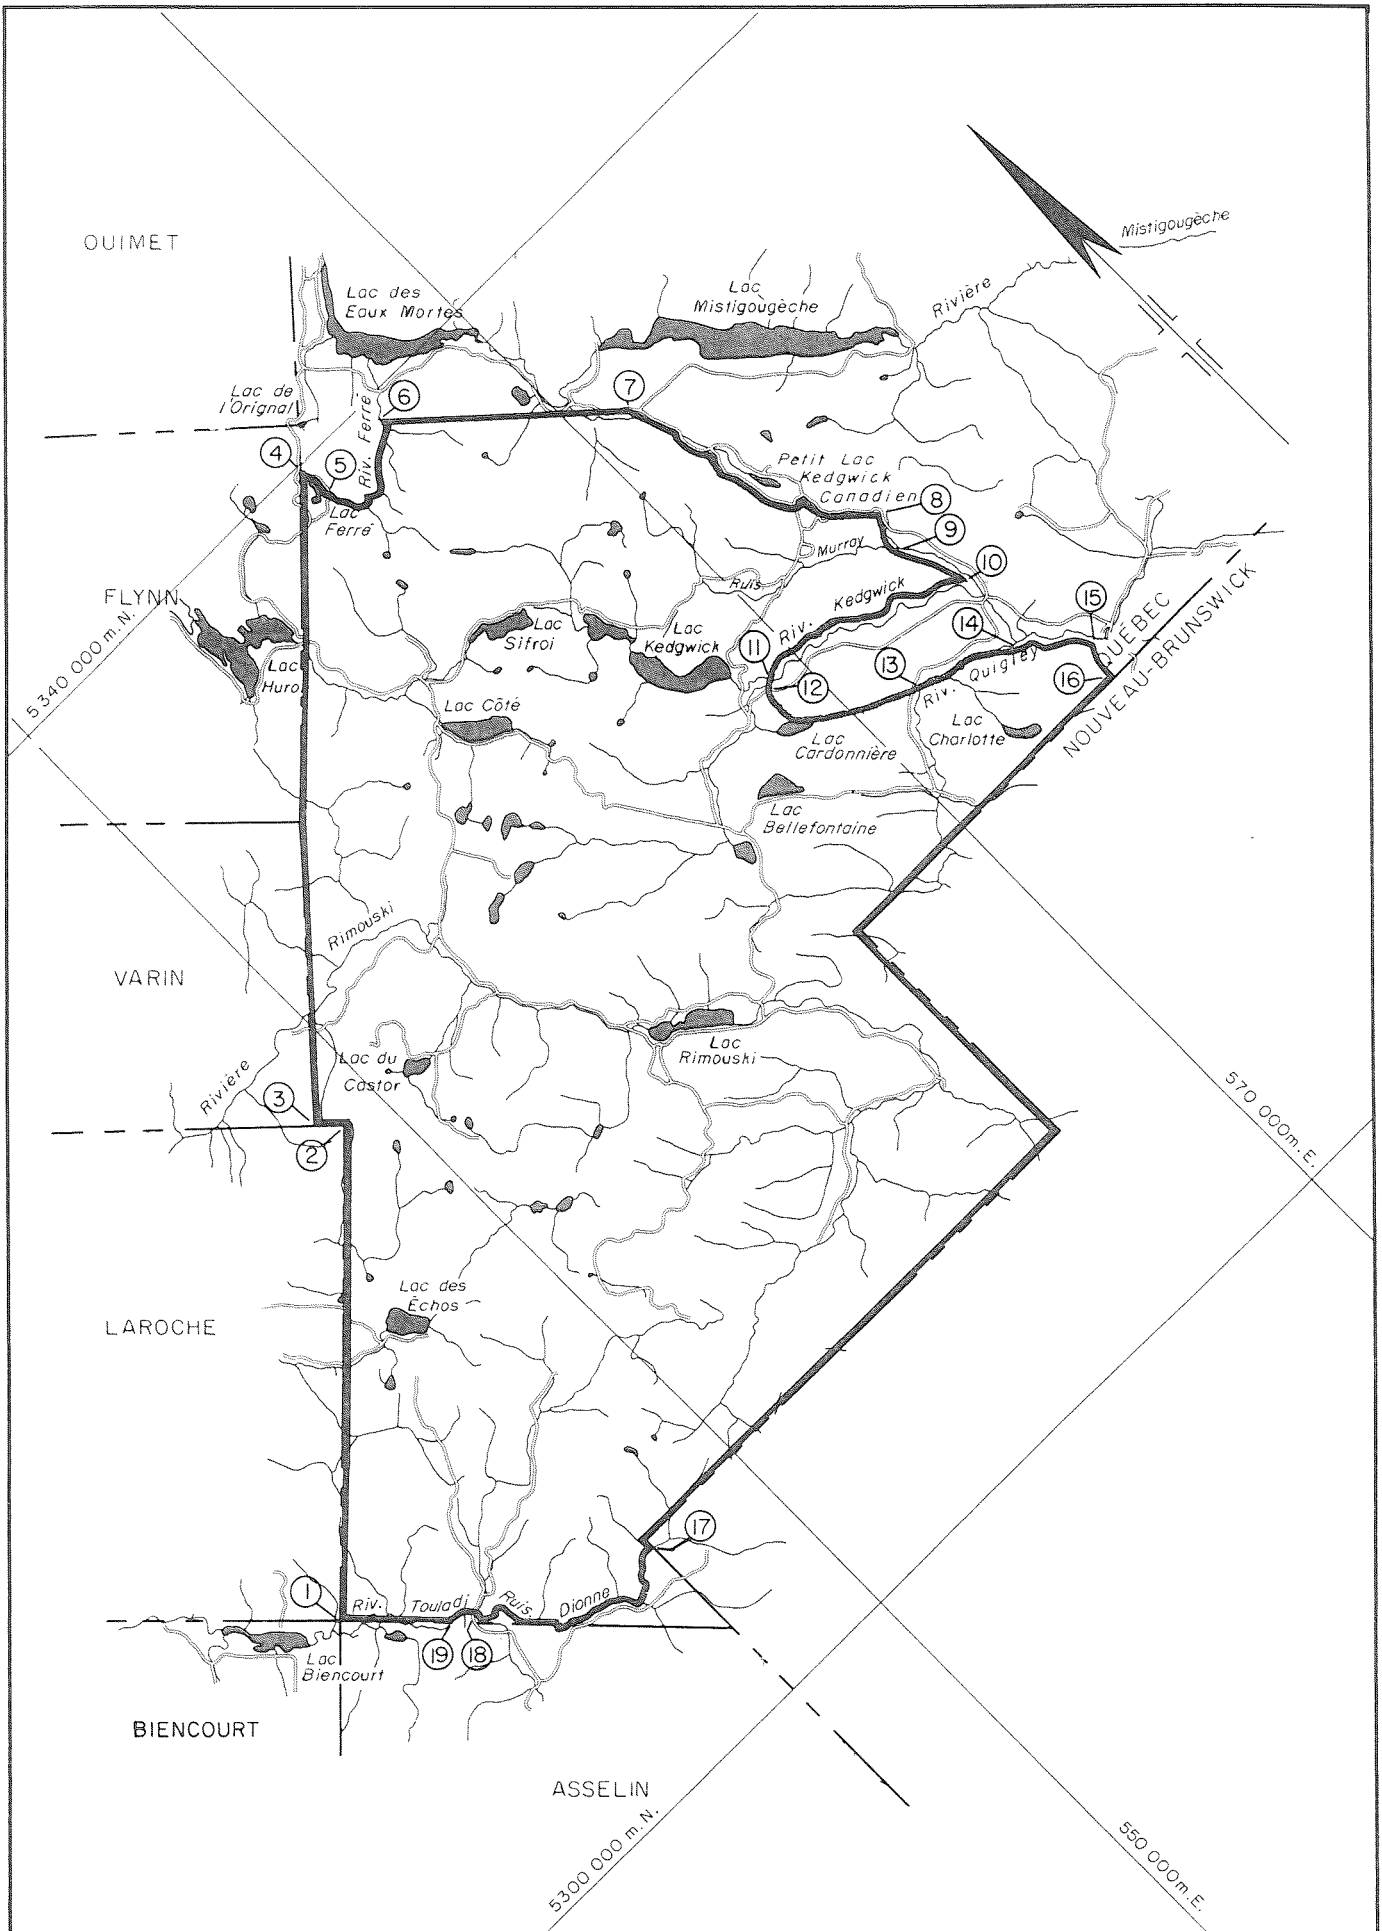 OUIMET
Mistigougèche
Rivière
Lac des
Eaux Mortes
Lac
Mistigougèche
Lac de
l'Orignal
6
Riv. Ferré
7
4
5
Lac
Ferré
Petit Lac
Kedgwick
Canadien
8
9
Murray
Ruis.
10
Kedgwick
Riv.
FLYNN
5340 000 m. N.
Lac
Huron
Lac
Sifroi
Lac
Kedgwick
11
12
13
14
15
16
Riv. Quigley
QUÉBEC
NOUVEAU-BRUNSWICK
Lac Côté
Lac
Cardonnière
Lac
Charlotte
Lac
Bellefontaine
Rimouski
VARIN
Rivière
3
2
Lac du
Castor
Lac
Rimouski
570 000 m. E.
LAROCHE
Lac des
Échos
17
1
Riv. Touladi
Ruis. Dionne
19
18
Lac
Biencourt
BIENCOURT
ASSELIN
5300 000 m. N.
550 000 m. E.